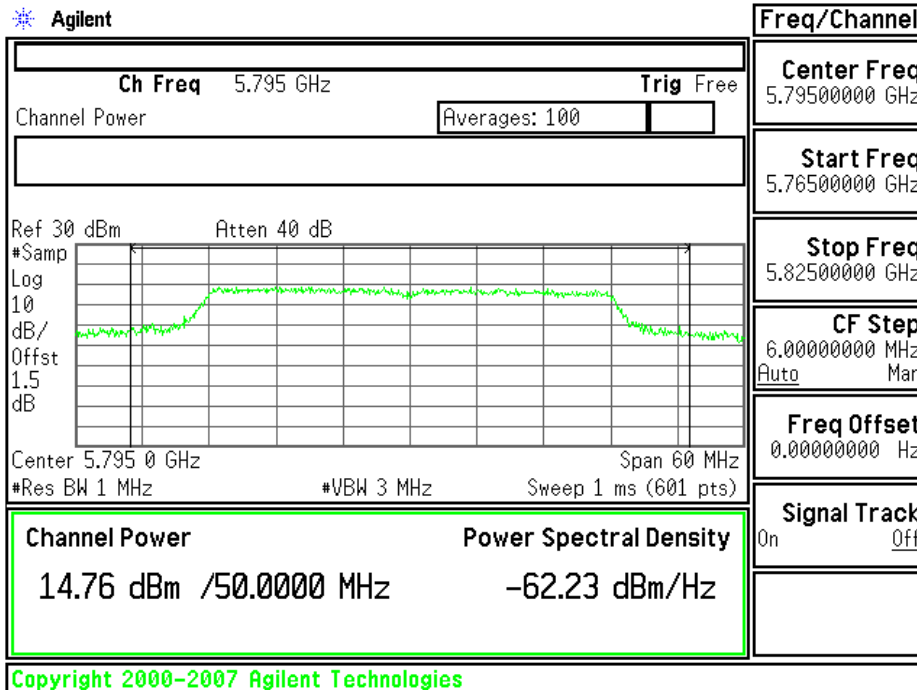 Agilent
Freq/Channel
Ch Freq 5.795 GHz Trig Free
Channel Power Averages: 100
Center Freq
5.79500000 GHz
Start Freq
5.76500000 GHz
Ref 30 dBm Atten 40 dB
#Samp
Log
10
dB/
Offst
1.5
dB
Stop Freq
5.82500000 GHz
CF Step
6.00000000 MHz
Auto Man
Freq Offset
0.00000000 Hz
Center 5.795 0 GHz Span 60 MHz
#Res BW 1 MHz #VBW 3 MHz Sweep 1 ms (601 pts)
Signal Track
On Off
Channel Power Power Spectral Density
14.76 dBm /50.0000 MHz -62.23 dBm/Hz
Copyright 2000-2007 Agilent Technologies